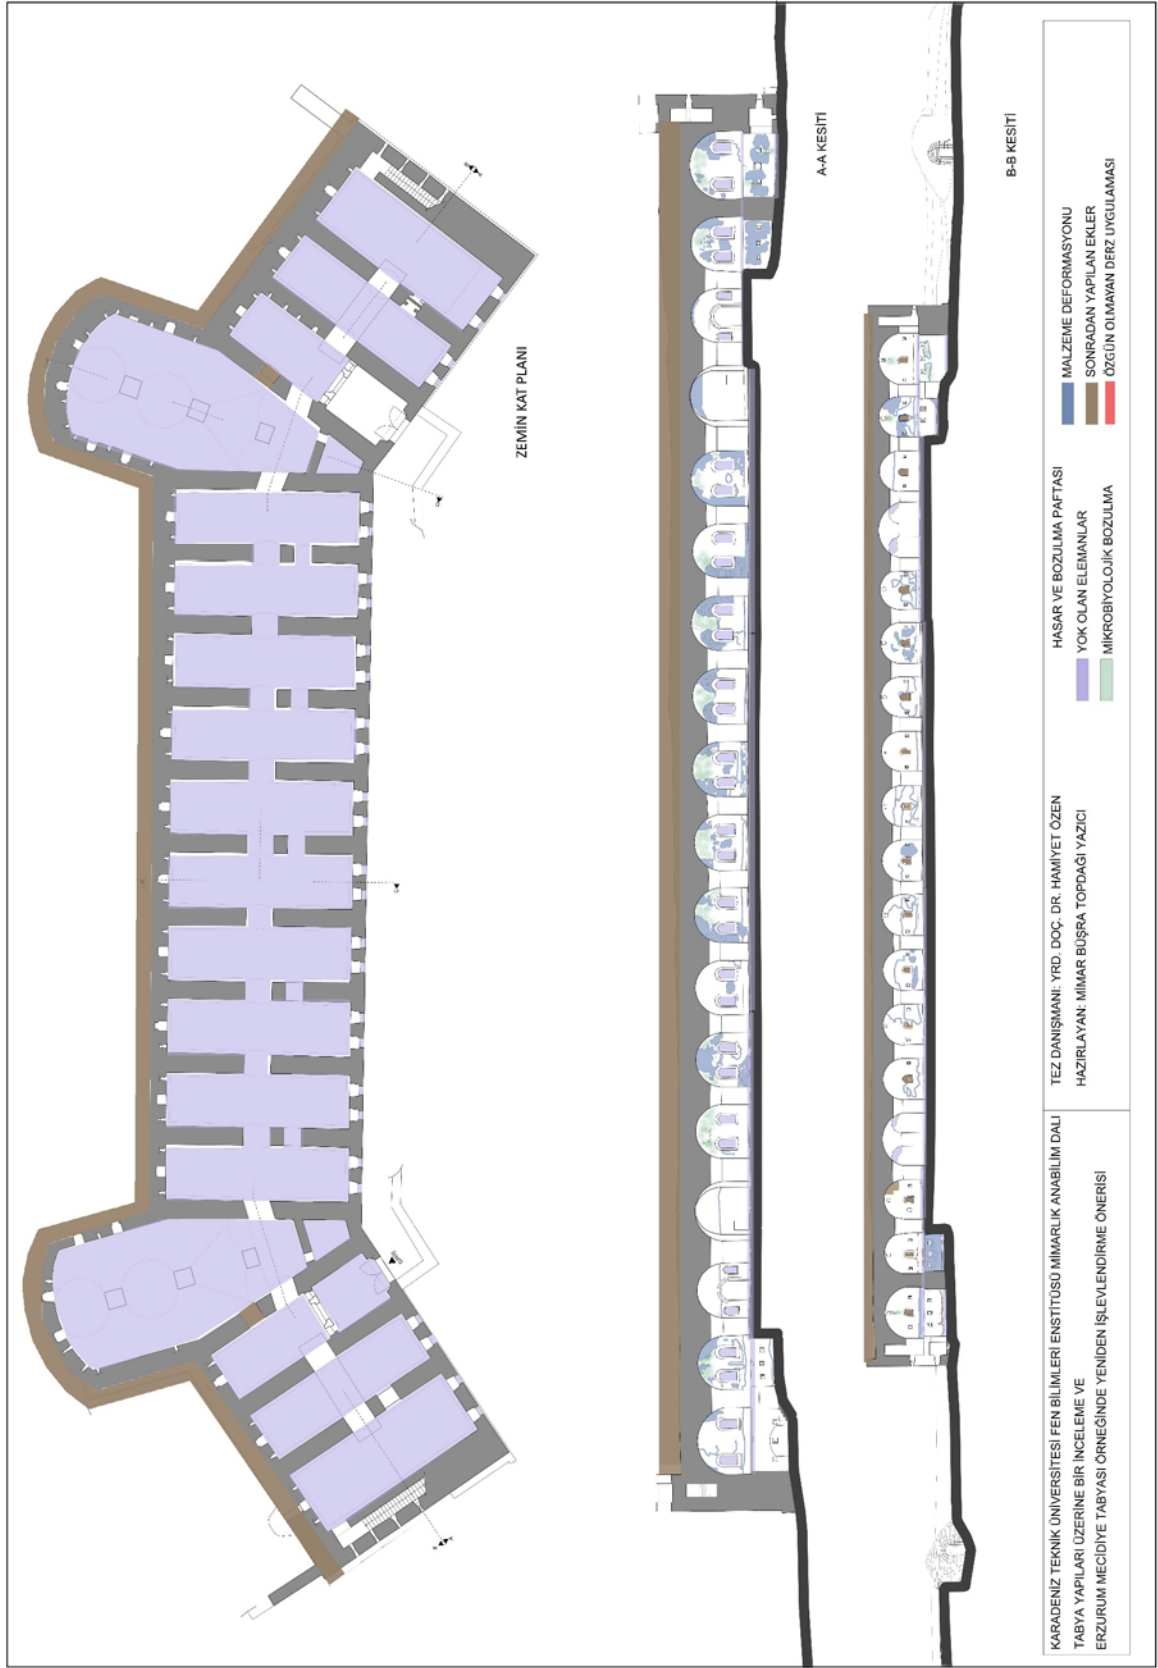 ZEMİN KAT PLANI
A-A KESİTİ
B-B KESİTİ
KARADENİZ TEKNİK ÜNİVERSİTESİ FEN BİLİMLERİ ENSTİTÜSÜ MİMARLIK ANABİLİM DALI
TABYA YAPILARI ÜZERİNE BİR İNCELEME VE
ERZURUM MECİDİYE TABYASI ÖRNEĞİNDE YENİDEN İŞLEVLENDİRME ÖNERİSİ
TEZ DANIŞMANI: YRD. DOÇ. DR. HAMİYET ÖZEN
HAZIRLAYAN: MİMAR BÜŞRA TOPDAĞI YAZICI
HASAR VE BOZULMA PAFTASI
YOK OLAN ELEMANLAR
MİKROBİYOLOJİK BOZULMA
MALZEME DEFORMASYONU
SONRADAN YAPILAN EKLER
ÖZGÜN OLMAYAN DERZ UYGULAMASI